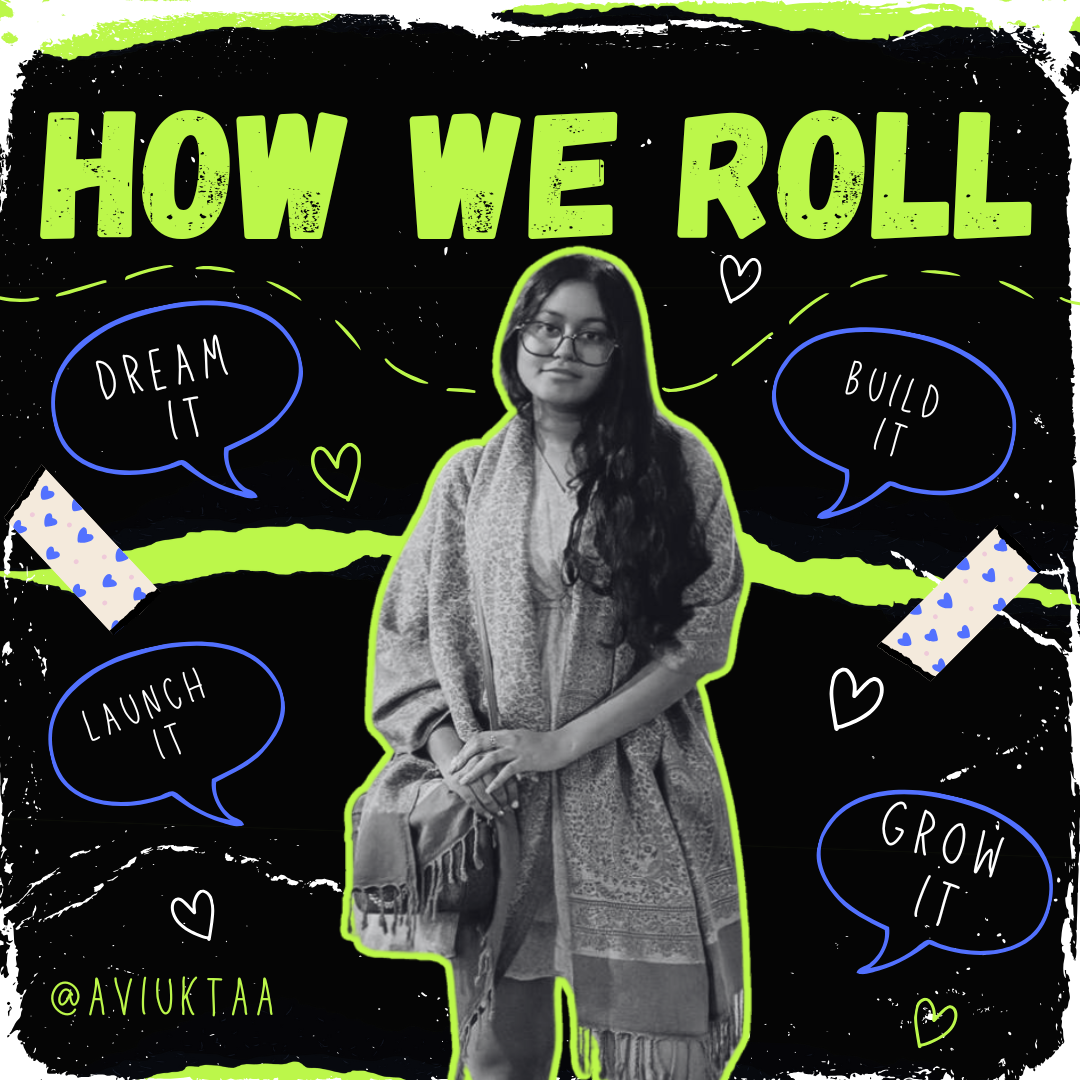 HOW WE ROLL
DREAM
IT
BUILD
IT
LAUNCH
IT
GROW
IT
@AVIUKTAA